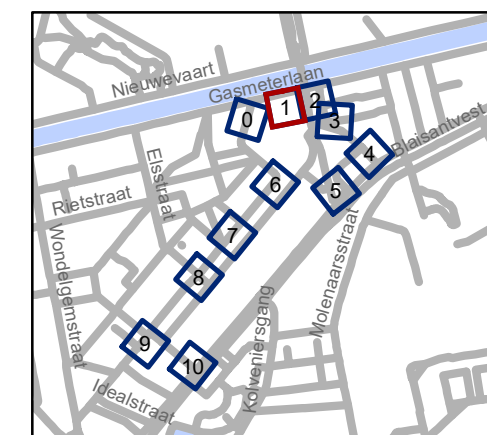 Nieuwevaart
Gasmeterlaan
0
1
2
3
4
5
Blaisantvest
Elsstraat
Rietstraat
6
7
8
9
10
Wondelgemstraat
Molenaarsstraat
Kolveniersgang
Idealstraat